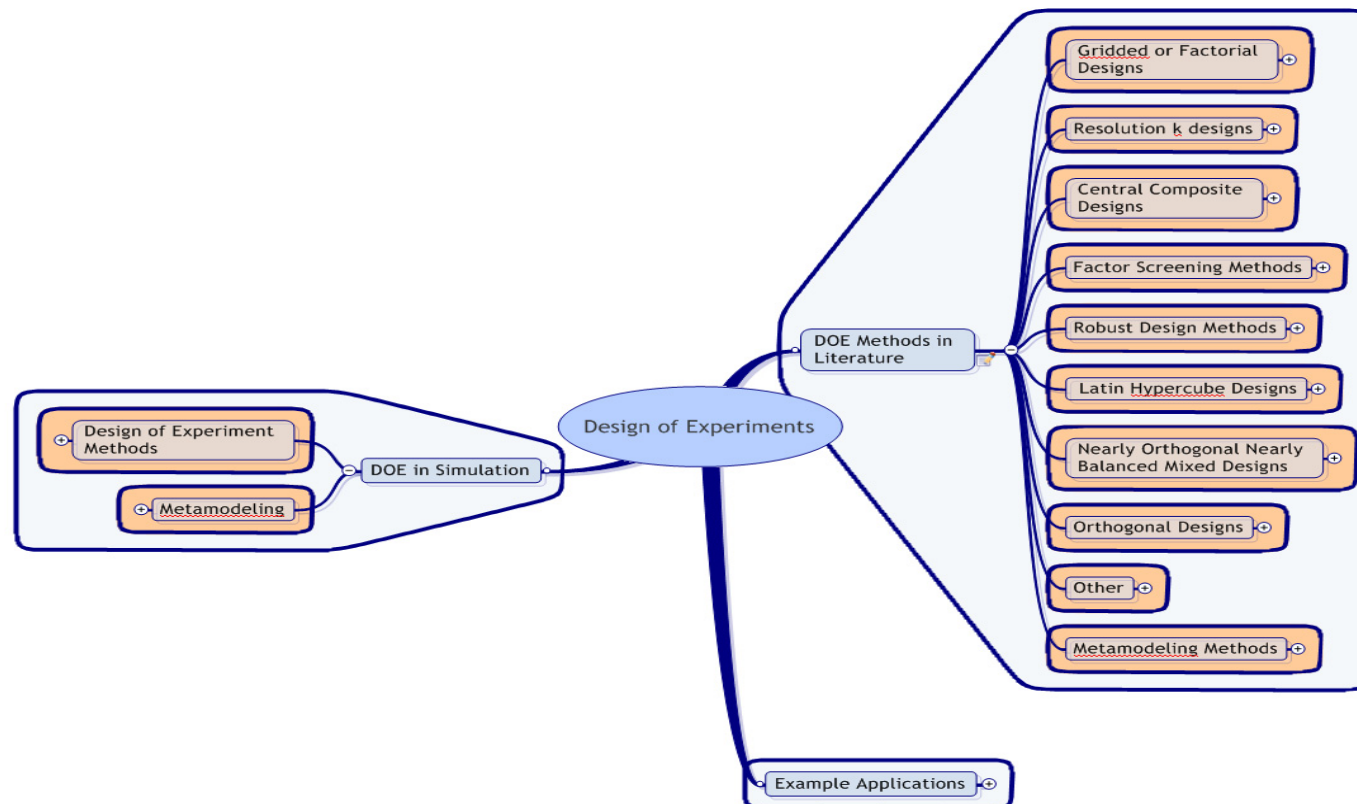 Gridded or Factorial
Designs
Resolution k designs
Central Composite
Designs
Factor Screening Methods
Robust Design Methods
DOE Methods in
Literature
Latin Hypercube Designs
Nearly Orthogonal Nearly
Balanced Mixed Designs
Orthogonal Designs
Other
Metamodeling Methods
Design of Experiments
Design of Experiment
Methods
DOE in Simulation
Metamodeling
Example Applications